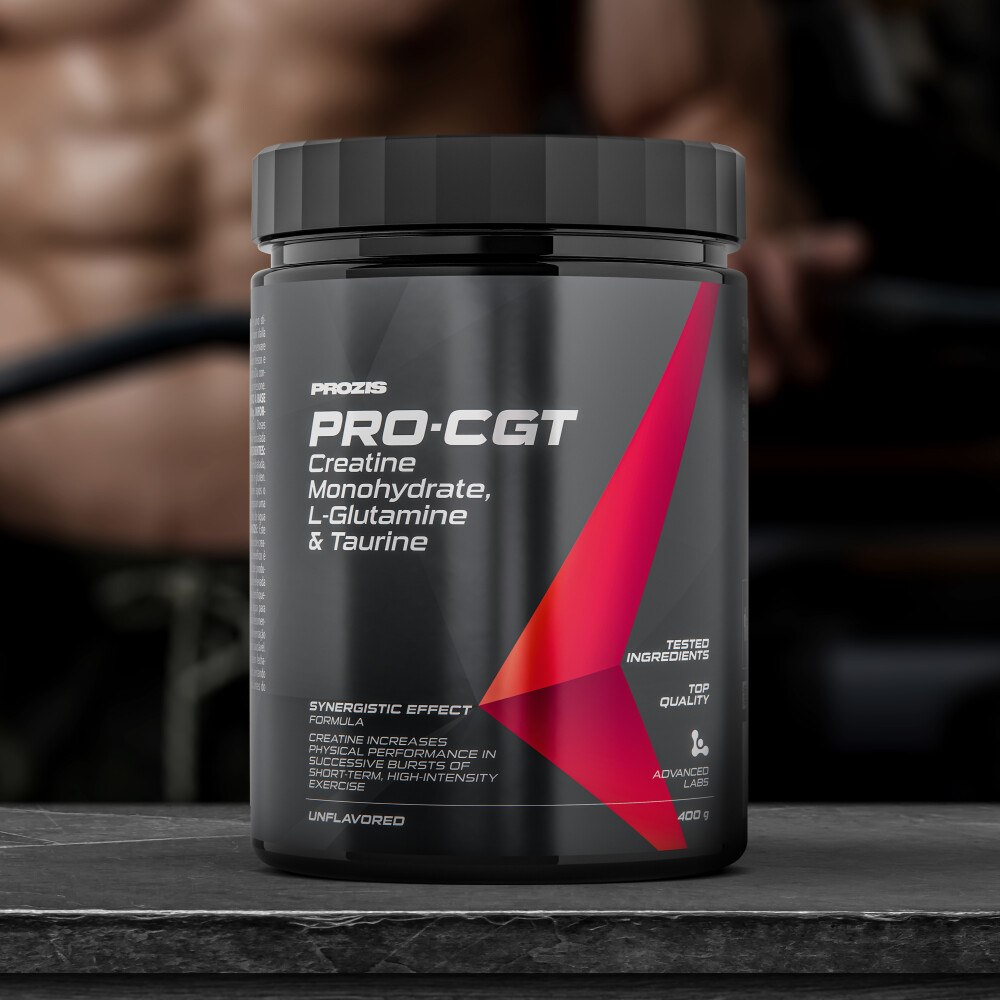 PROZIS
PRO·CGT
Creatine
Monohydrate,
L-Glutamine
& Taurine
TESTED
INGREDIENTS
TOP
QUALITY
ADVANCED
LABS
SYNERGISTIC EFFECT
FORMULA
CREATINE INCREASES
PHYSICAL PERFORMANCE IN
SUCCESSIVE BURSTS OF
SHORT-TERM, HIGH-INTENSITY
EXERCISE
UNFLAVORED
400 g